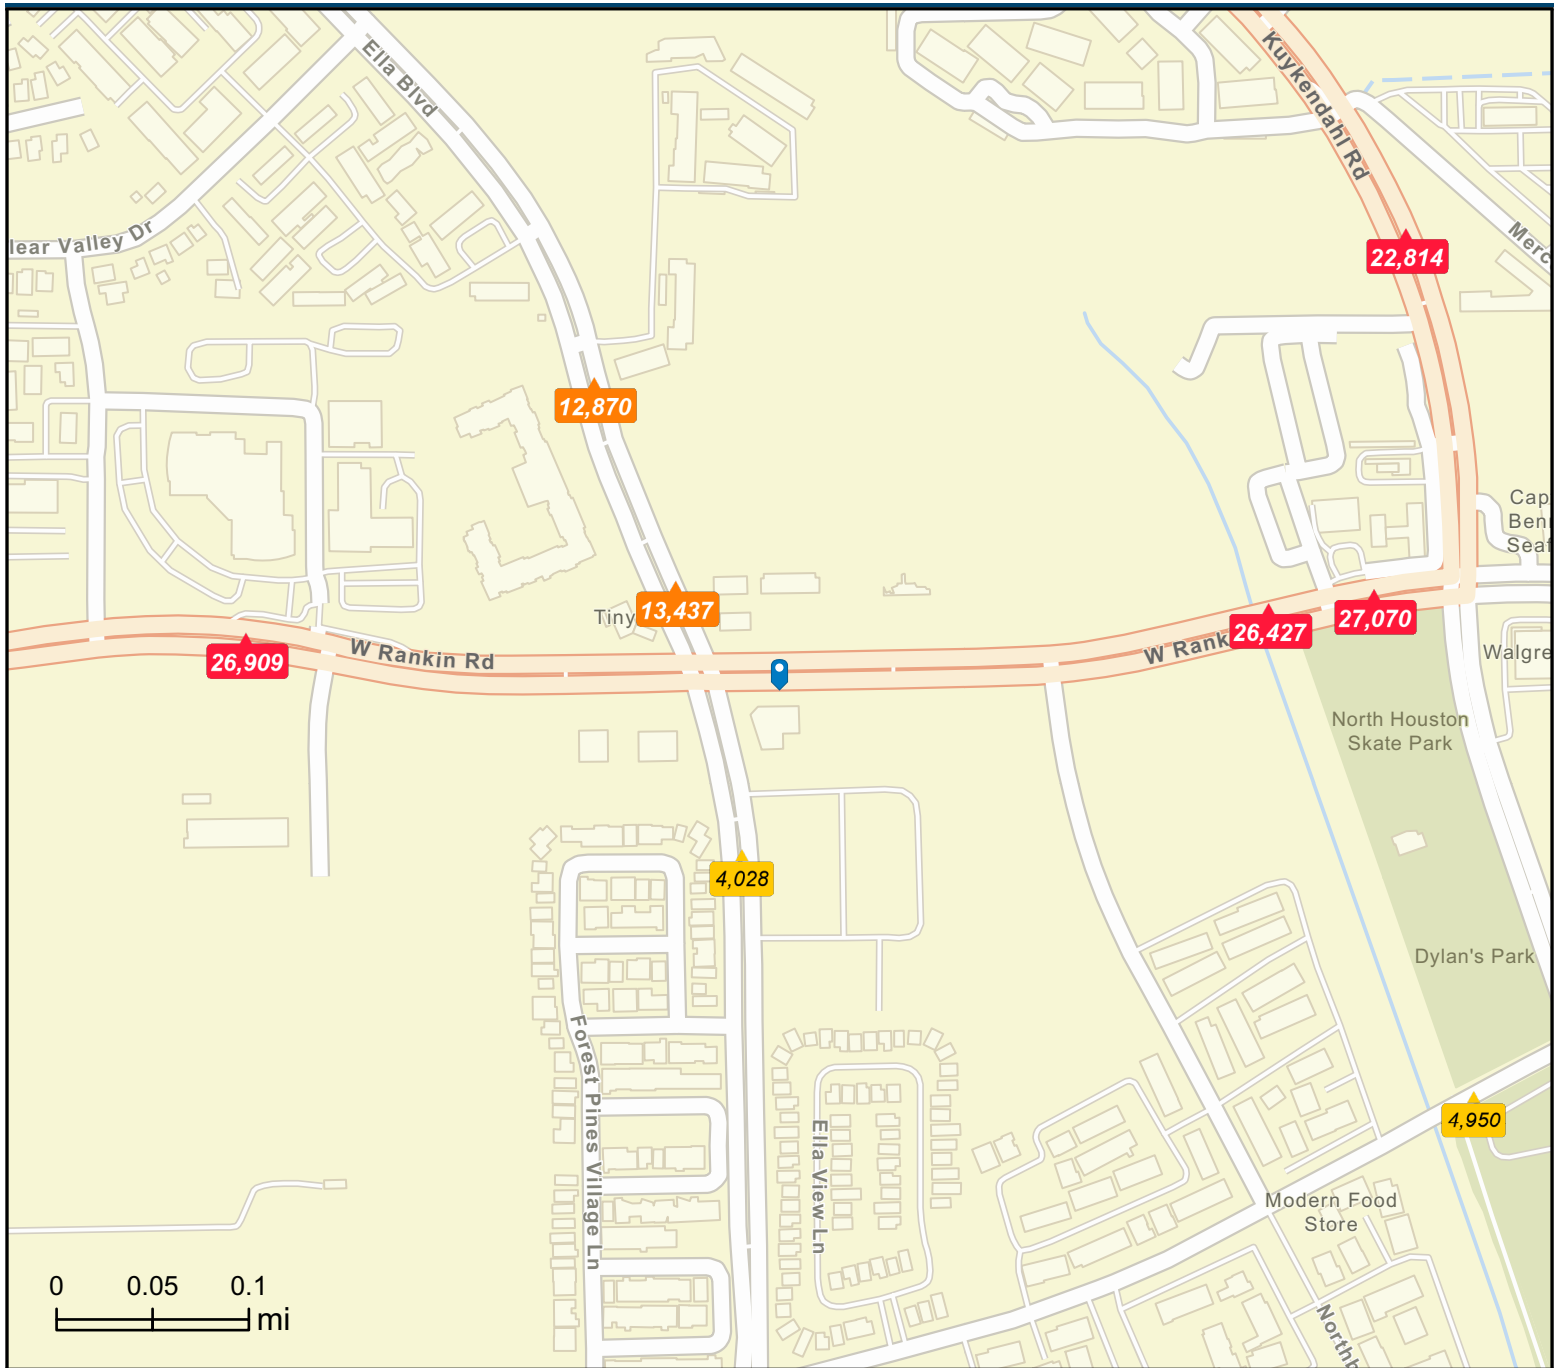 Ella Blvd
Kuykendahl Rd
lear Valley Dr
Merc
22,814
12,870
Cap
Ben
Seaf
Tiny
13,437
26,427
27,070
26,909
W Rankin Rd
W Rank
Walgre
North Houston
Skate Park
4,028
Dylan's Park
Forest Pines Village Ln
Ella View Ln
4,950
Modern Food
Store
0 0.05 0.1
mi
North